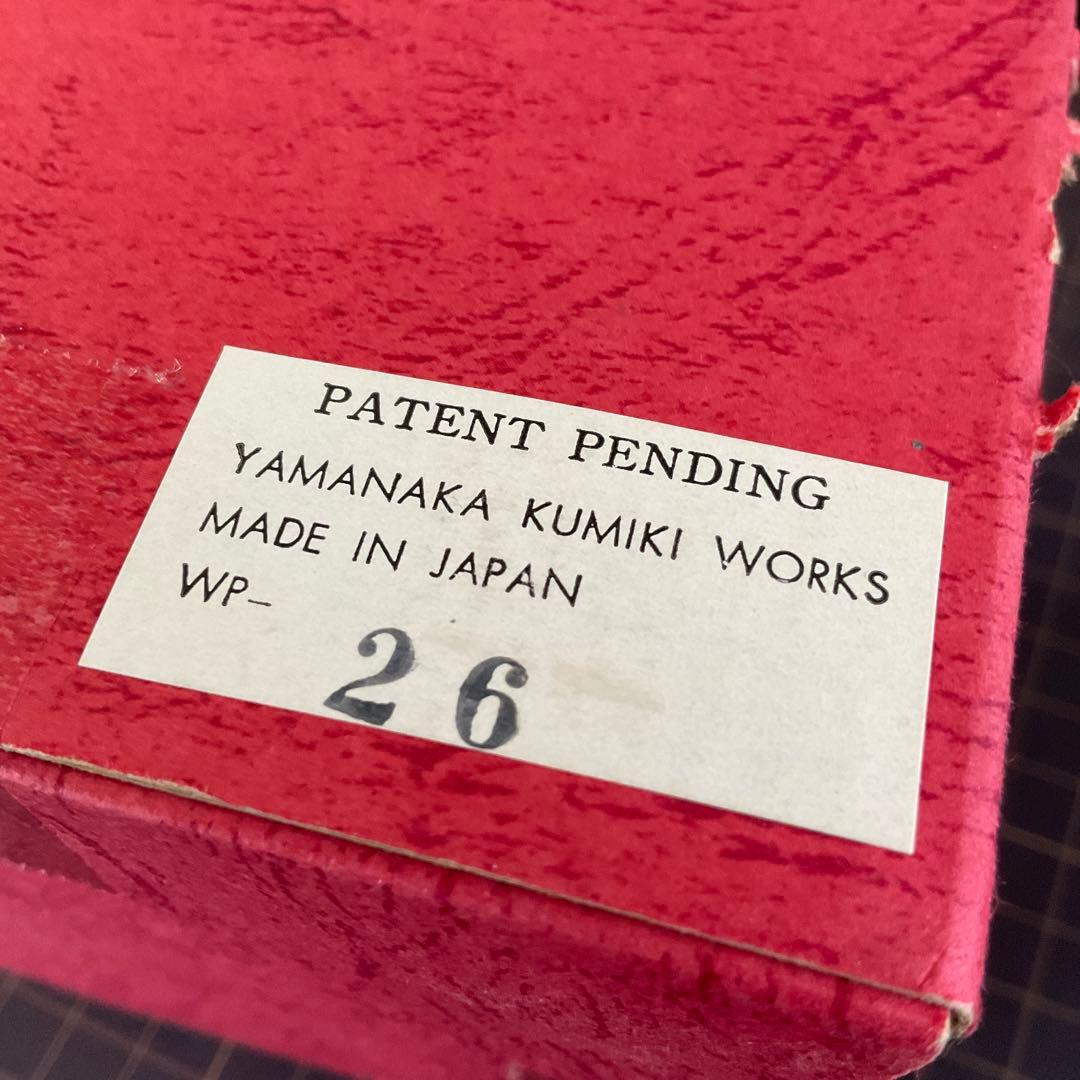 PATENT PENDING
YAMANAKA KUMIKI WORKS
MADE IN JAPAN
WP–
26